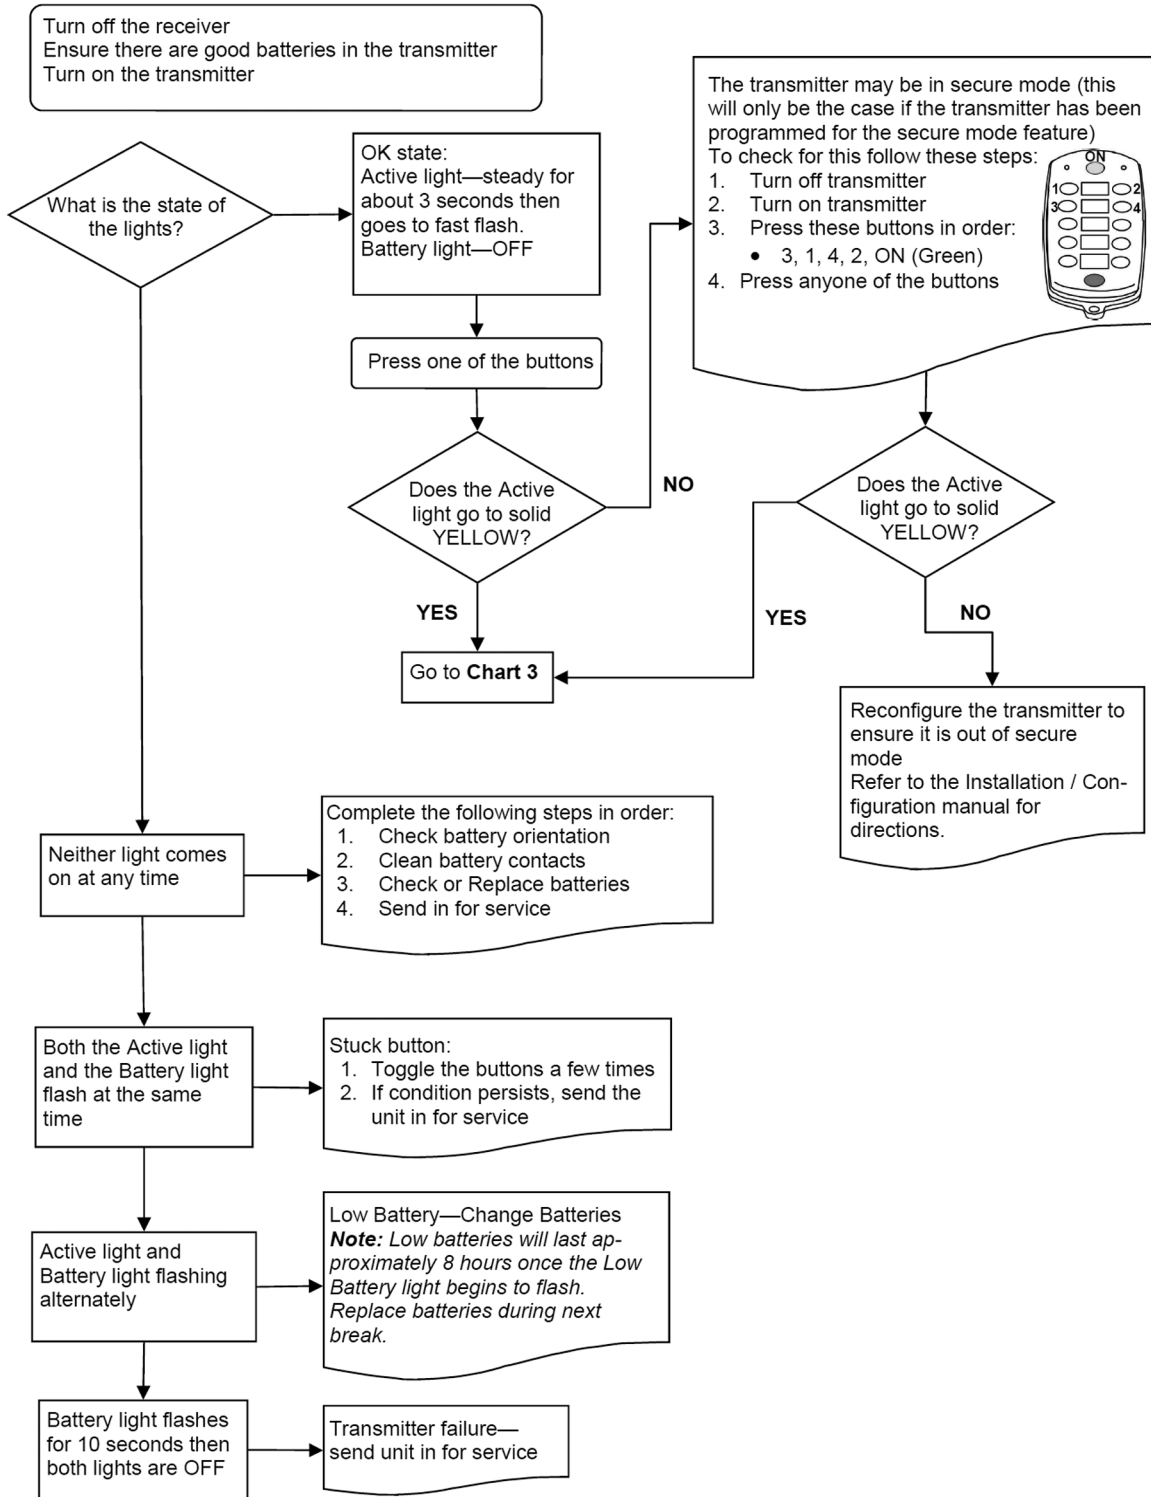 Turn off the receiver
Ensure there are good batteries in the transmitter
Turn on the transmitter
What is the state of
the lights?
OK state:
Active light—steady for
about 3 seconds then
goes to fast flash.
Battery light—OFF
Press one of the buttons
Does the Active
light go to solid
YELLOW?
NO
YES
Go to Chart 3
The transmitter may be in secure mode (this
will only be the case if the transmitter has been
programmed for the secure mode feature)
To check for this follow these steps:
1. Turn off transmitter
2. Turn on transmitter
3. Press these buttons in order:
• 3, 1, 4, 2, ON (Green)
4. Press anyone of the buttons
ON
1 2
3 4
Does the Active
light go to solid
YELLOW?
YES
NO
Reconfigure the transmitter to
ensure it is out of secure
mode
Refer to the Installation / Con-
figuration manual for
directions.
Neither light comes
on at any time
Complete the following steps in order:
1. Check battery orientation
2. Clean battery contacts
3. Check or Replace batteries
4. Send in for service
Both the Active light
and the Battery light
flash at the same
time
Stuck button:
1. Toggle the buttons a few times
2. If condition persists, send the
unit in for service
Active light and
Battery light flashing
alternately
Low Battery—Change Batteries
Note: Low batteries will last ap-
proximately 8 hours once the Low
Battery light begins to flash.
Replace batteries during next
break.
Battery light flashes
for 10 seconds then
both lights are OFF
Transmitter failure—
send unit in for service